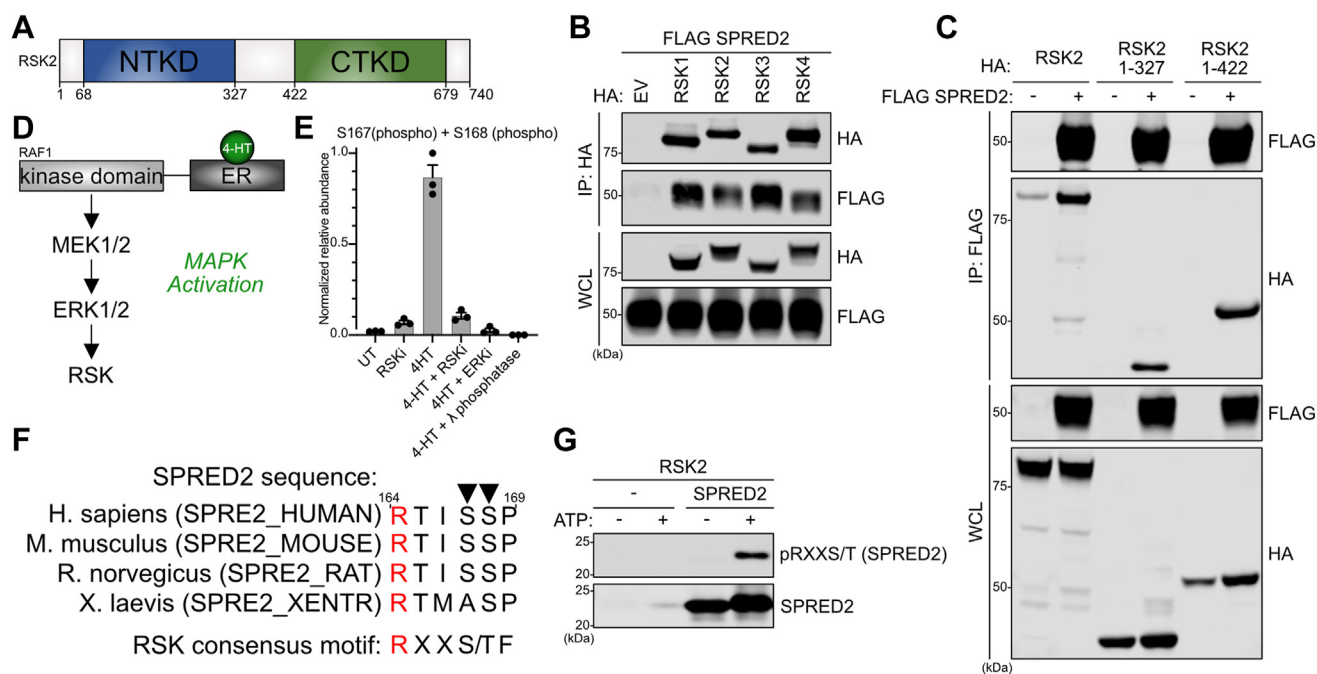 A
RSK2
NTKD
CTKD
1 68 327 422 679 740
B
FLAG SPRED2
HA: EV RSK1 RSK2 RSK3 RSK4
IP: HA
75
HA
50
FLAG
WCL
75
HA
50
FLAG
(kDa)
C
HA: RSK2 RSK2 1-327 RSK2 1-422
FLAG SPRED2: - + - + - +
IP: FLAG
50
FLAG
75
HA
50
WCL
50
FLAG
75
HA
50
(kDa)
D
RAF1
kinase domain
4-HT
ER
MEK1/2
ERK1/2
RSK
MAPK
Activation
E
S167(phospho) + S168 (phospho)
Normalized relative abundance
1.0
0.5
0.0
UT
RSKi
4HT
4-HT + RSKi
4HT + ERKi
4-HT + λ phosphatase
F
SPRED2 sequence:
164 169
H. sapiens (SPRE2_HUMAN) R T I S S P
M. musculus (SPRE2_MOUSE) R T I S S P
R. norvegicus (SPRE2_RAT) R T I S S P
X. laevis (SPRE2_XENTR) R T M A S P
RSK consensus motif: R X X S/T F
G
RSK2
- SPRED2
ATP: - + - +
25
20
pRXXS/T (SPRED2)
25
20
SPRED2
(kDa)